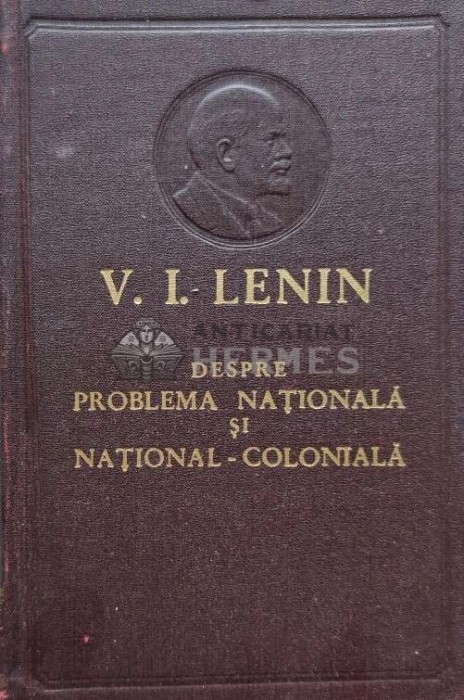 V. I. LENIN
ANTICARIAT
HERMES
DESPRE
PROBLEMA NAȚIONALĂ
ȘI
NAȚIONAL-COLONIALĂ